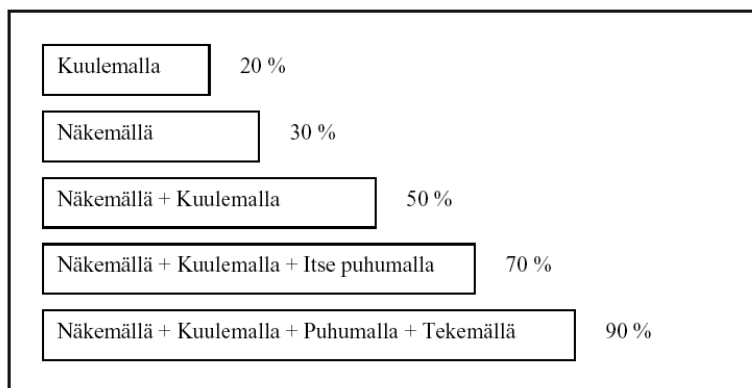 Kuulemalla 20 %
Näkemällä 30 %
Näkemällä + Kuulemalla 50 %
Näkemällä + Kuulemalla + Itse puhumalla 70 %
Näkemällä + Kuulemalla + Puhumalla + Tekemällä 90 %